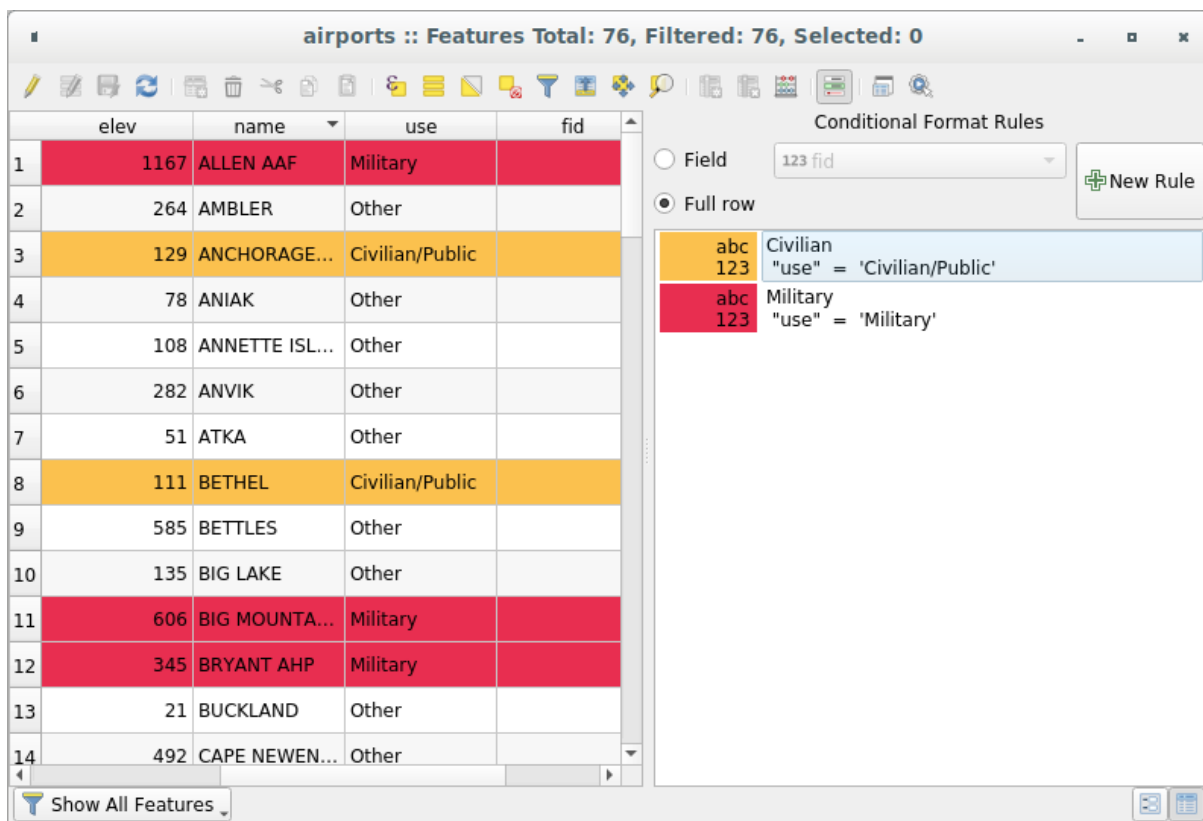 airports :: Features Total: 76, Filtered: 76, Selected: 0
elev name use fid
1 1167 ALLEN AAF Military
2 264 AMBLER Other
3 129 ANCHORAGE... Civilian/Public
4 78 ANIAK Other
5 108 ANNETTE ISL... Other
6 282 ANVIK Other
7 51 ATKA Other
8 111 BETHEL Civilian/Public
9 585 BETTLES Other
10 135 BIG LAKE Other
11 606 BIG MOUNTA... Military
12 345 BRYANT AHP Military
13 21 BUCKLAND Other
14 492 CAPE NEWEN... Other
Show All Features
Conditional Format Rules
Field 123 fid
Full row
New Rule
abc Civilian
123 "use" = 'Civilian/Public'
abc Military
123 "use" = 'Military'